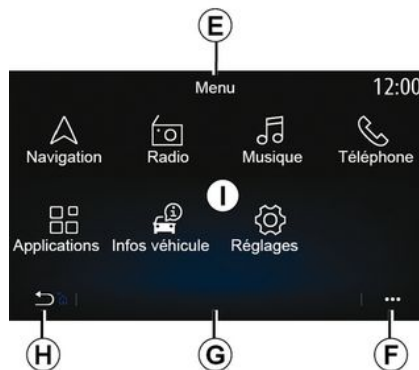 E
Menu 12:00
Navigation Radio Musique Téléphone
I
Applications Infos véhicule Réglages
H G F